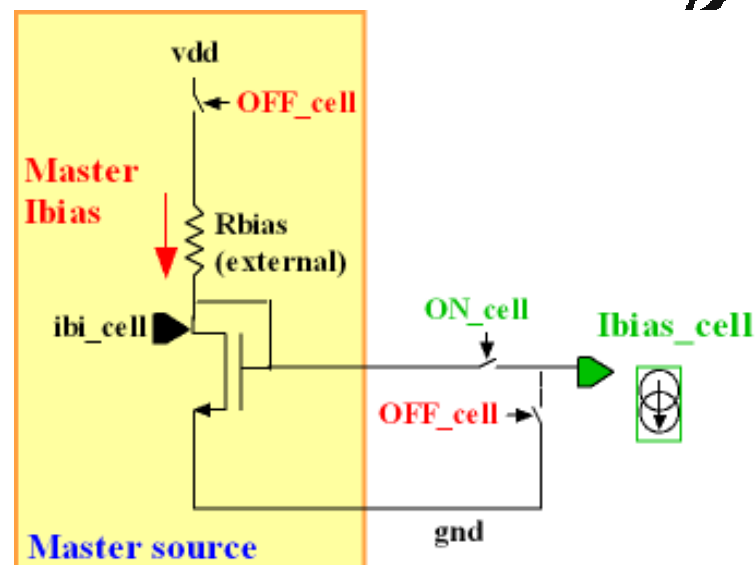 vdd
OFF_cell
Master
Ibias
Rbias
(external)
ibi_cell
ON_cell
Ibias_cell
OFF_cell
gnd
Master source